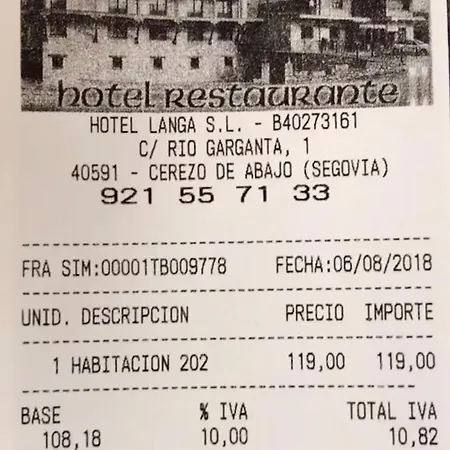 hotel restaurante
HOTEL LANGA S.L. - B40273161
C/ RIO GARGANTA, 1
40591 - CEREZO DE ABAJO (SEGOVIA)
921 55 71 33
FRA SIM:00001TB009778 FECHA:06/08/2018
UNID. DESCRIPCION PRECIO IMPORTE
1 HABITACION 202 119,00 119,00
BASE % IVA TOTAL IVA
108,18 10,00 10,82